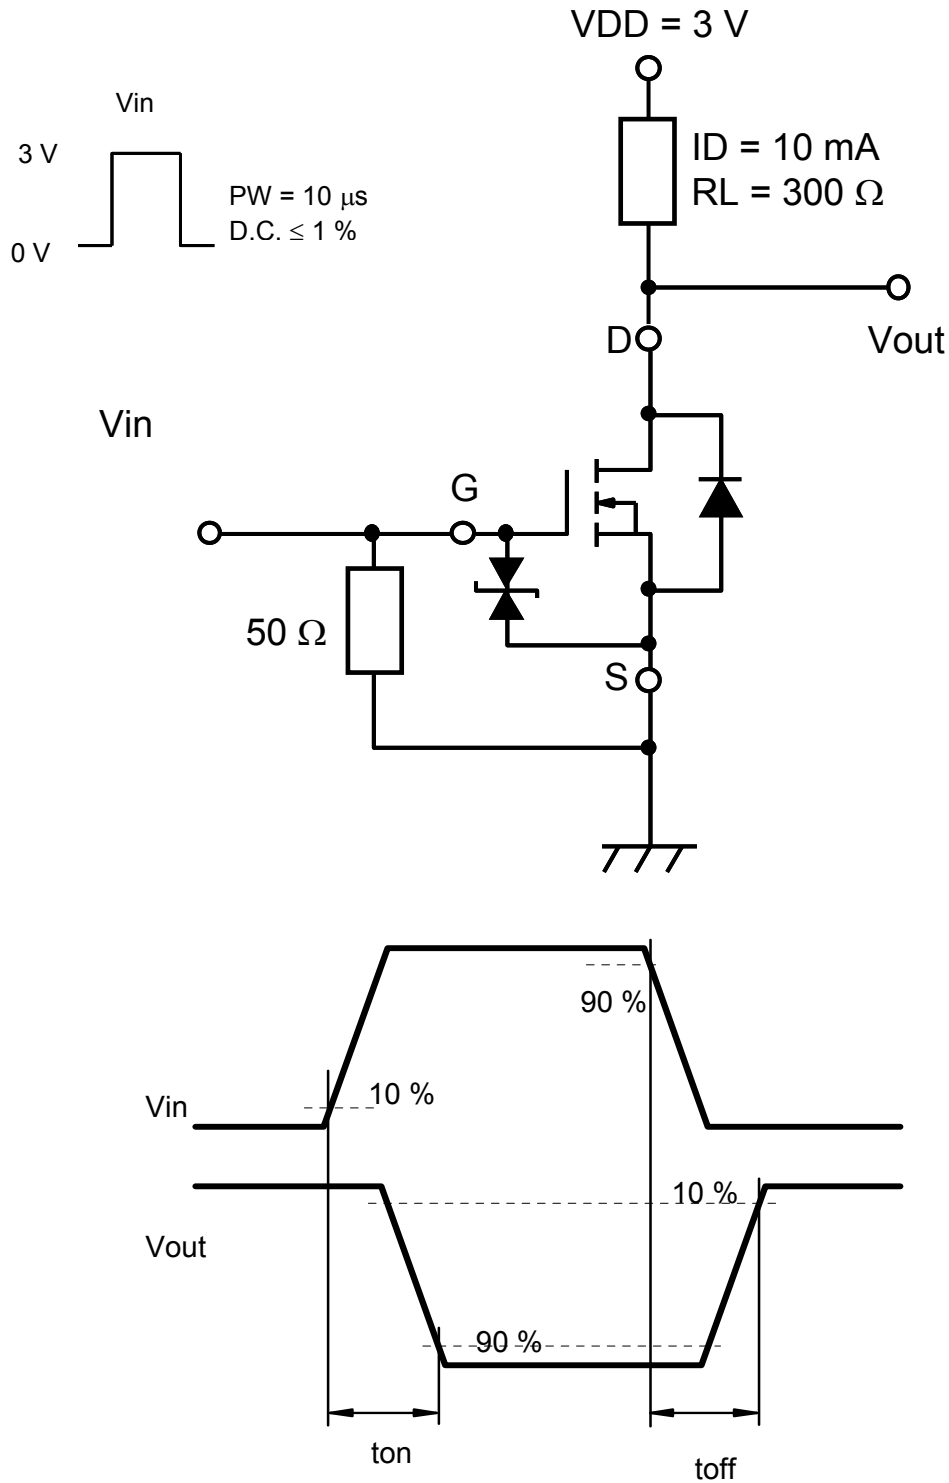 VDD = 3 V
Vin
3 V
PW = 10 μs
D.C. ≤ 1 %
0 V
ID = 10 mA
RL = 300 Ω
D
Vout
Vin
G
50 Ω
S
90 %
10 %
Vin
10 %
Vout
90 %
ton
toff